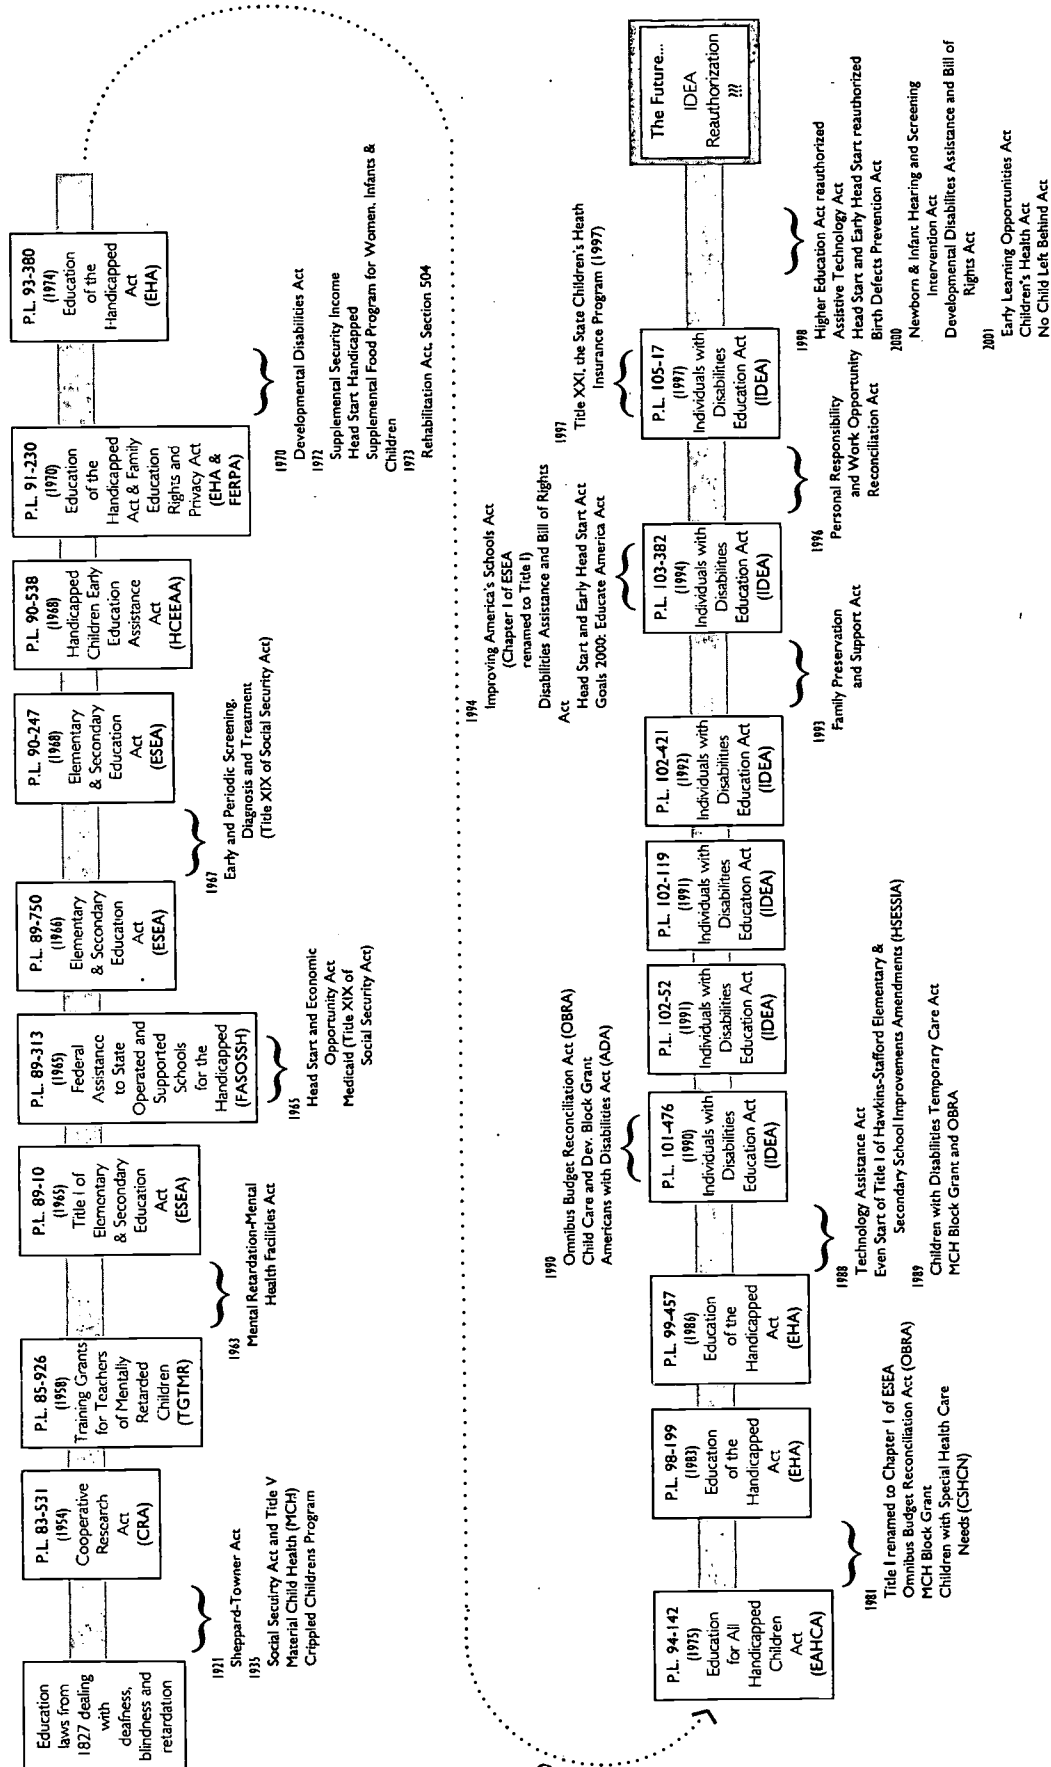 Education
laws from
1827 dealing
with
deafness,
blindness and
retardation
1921
Sheppard-Towner Act
1935
Social Secuirty Act and Title V
Material Child Health (MCH)
Crippled Childrens Program
P.L. 83-531
(1954)
Cooperative
Research
Act
(CRA)
P.L. 85-926
(1958)
Training Grants
for Teachers
of Mentally
Retarded
Children
(TGTMR)
1963
Mental Retardation-Mental
Health Facilities Act
P.L. 89-10
(1965)
Title I of
Elementary
& Secondary
Education
Act
(ESEA)
P.L. 89-313
(1965)
Federal
Assistance
to State
Operated and
Supported
Schools
for the
Handicapped
(FASOSSH)
1965
Head Start and Economic
Opportunity Act
Medicaid (Title XIX of
Social Security Act)
P.L. 89-750
(1966)
Elementary
& Secondary
Education
Act
(ESEA)
1967
Early and Periodic Screening,
Diagnosis and Treatment
(Title XIX of Social Security Act)
P.L. 90-247
(1968)
Elementary
& Secondary
Education
Act
(ESEA)
P.L. 90-538
(1968)
Handicapped
Children Early
Education
Assistance
Act
(HCEEAA)
P.L. 91-230
(1970)
Education
of the
Handicapped
Act & Family
Education
Rights and
Privacy Act
(EHA &
FERPA)
1970
Developmental Disabilities Act
1972
Supplemental Security Income
Head Start Handicapped
Supplemental Food Program for Women, Infants &
Children
1973
Rehabilitation Act, Section 504
P.L. 93-380
(1974)
Education
of the
Handicapped
Act
(EHA)
P.L. 94-142
(1975)
Education
for All
Handicapped
Children
Act
(EAHCA)
1981
Title I renamed to Chapter I of ESEA
Omnibus Budget Reconciliation Act (OBRA)
MCH Block Grant
Children with Special Health Care
Needs (CSHCN)
P.L. 98-199
(1983)
Education
of the
Handicapped
Act
(EHA)
P.L. 99-457
(1986)
Education
of the
Handicapped
Act
(EHA)
1988
Technology Assistance Act
Even Start of Title I of Hawkins-Stafford Elementary &
Secondary School Improvements Amendments (HSESSIA)
1989
Children with Disabilities Temporary Care Act
MCH Block Grant and OBRA
1990
Omnibus Budget Reconciliation Act (OBRA)
Child Care and Dev. Block Grant
Americans with Disabilities Act (ADA)
P.L. 101-476
(1990)
Individuals with
Disabilities
Education Act
(IDEA)
P.L. 102-52
(1991)
Individuals with
Disabilities
Education Act
(IDEA)
P.L. 102-119
(1991)
Individuals with
Disabilities
Education Act
(IDEA)
P.L. 102-421
(1992)
Individuals with
Disabilities
Education Act
(IDEA)
1993
Family Preservation
and Support Act
1994
Improving America's Schools Act
(Chapter I of ESEA
renamed to Title I)
Disabilities Assistance and Bill of Rights
Act
Head Start and Early Head Start Act
Goals 2000: Educate America Act
P.L. 103-382
(1994)
Individuals with
Disabilities
Education Act
(IDEA)
1996
Personal Responsibility
and Work Opportunity
Reconciliation Act
1997
Title XXI, the State Children's Heath
Insurance Program (1997)
P.L. 105-17
(1997)
Individuals with
Disabilities
Education Act
(IDEA)
1998
Higher Education Act reauthorized
Assistive Technology Act
Head Start and Early Head Start reauthorized
Birth Defects Prevention Act
2000
Newborn & Infant Hearing and Screening
Intervention Act
Developmental Disabilites Assistance and Bill of
Rights Act
2001
Early Learning Opportunities Act
Children's Health Act
No Child Left Behind Act
The Future...
IDEA
Reauthorization
???